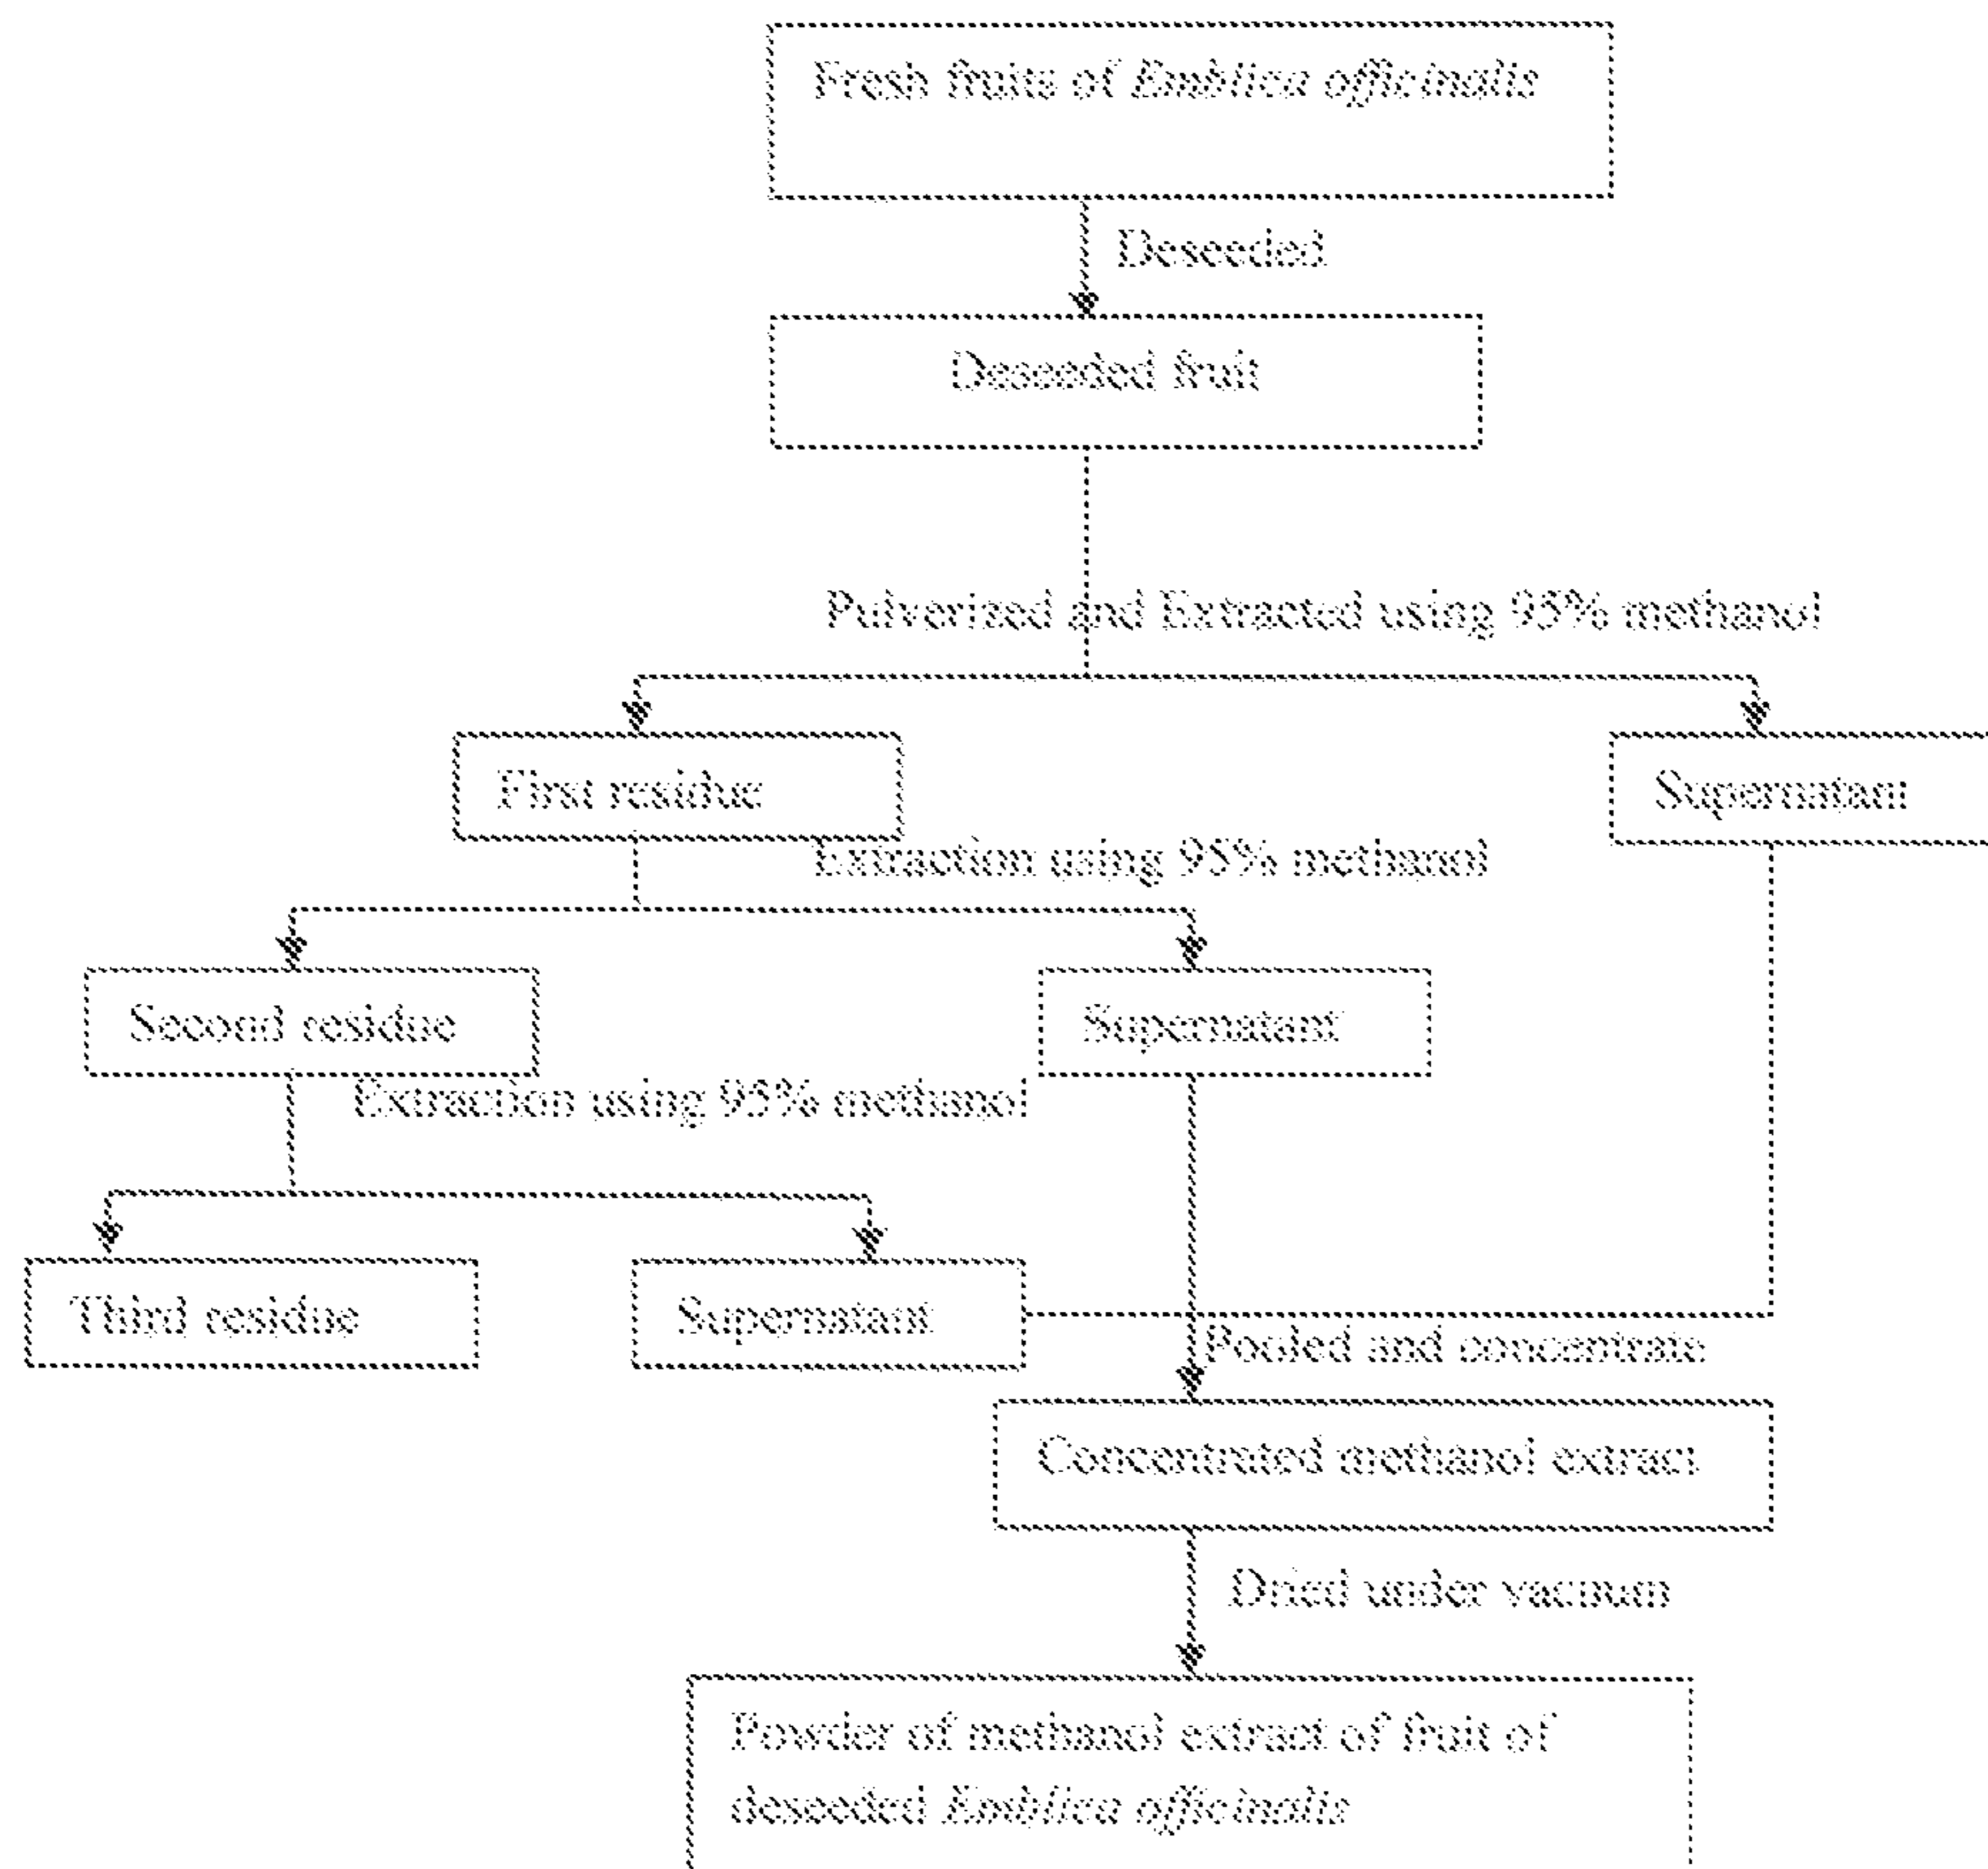 Fresh fruits of Emblica officinalis
Deseeded
Deseeded fruit
Pulverized and Extracted using 95% methanol
First residue
Supernatant
Extraction using 95% methanol
Second residue
Supernatant
Extraction using 95% methanol
Third residue
Supernatant
Pooled and concentrate
Concentrated methanol extract
Dried under vacuum
Powder of methanol extract of fruit of
deseeded Emblica officinalis